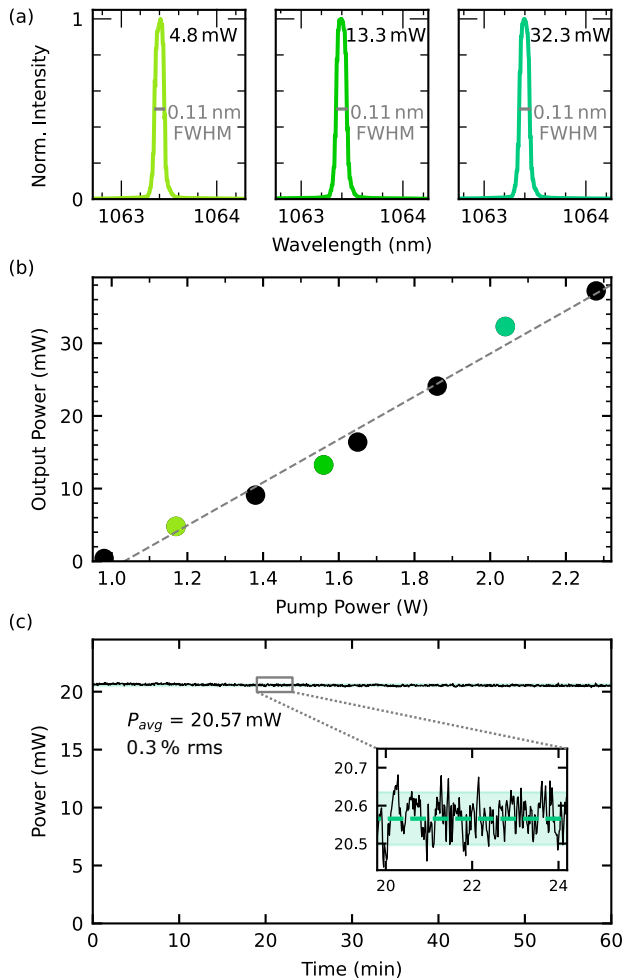 (a)
1
0
Norm. Intensity
4.8 mW
0.11 nm
FWHM
1063
1064
13.3 mW
0.11 nm
FWHM
1063
1064
32.3 mW
0.11 nm
FWHM
1063
1064
Wavelength (nm)
(b)
30
20
10
0
Output Power (mW)
1.0
1.2
1.4
1.6
1.8
2.0
2.2
Pump Power (W)
(c)
20
15
10
5
0
Power (mW)
P_avg = 20.57 mW
0.3 % rms
20.7
20.6
20.5
20
22
24
0
10
20
30
40
50
60
Time (min)